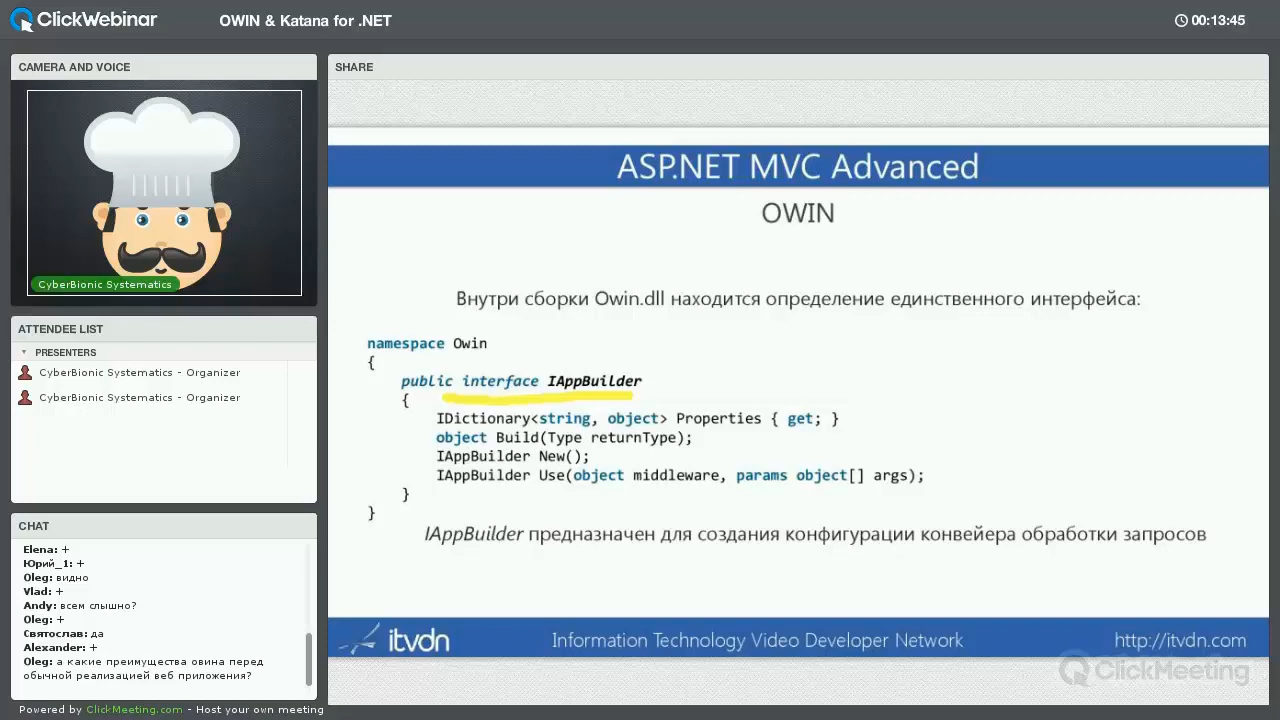 ClickWebinar
OWIN & Katana for .NET
00:13:45
CAMERA AND VOICE
CyberBionic Systematics
ATTENDEE LIST
PRESENTERS
CyberBionic Systematics - Organizer
CyberBionic Systematics - Organizer
CHAT
Elena: +
Юрий_1: +
Oleg: видно
Vlad: +
Andy: всем слышно?
Oleg: +
Святослав: да
Alexander: +
Oleg: а какие преимущества овина перед
обычной реализацией веб приложения?
Powered by ClickMeeting.com - Host your own meeting
SHARE
ASP.NET MVC Advanced
OWIN
Внутри сборки Owin.dll находится определение единственного интерфейса:
namespace Owin
{
public interface IAppBuilder
{
IDictionary<string, object> Properties { get; }
object Build(Type returnType);
IAppBuilder New();
IAppBuilder Use(object middleware, params object[] args);
}
}
IAppBuilder предназначен для создания конфигурации конвейера обработки запросов
itvdn
Information Technology Video Developer Network
http://itvdn.com
ClickMeeting